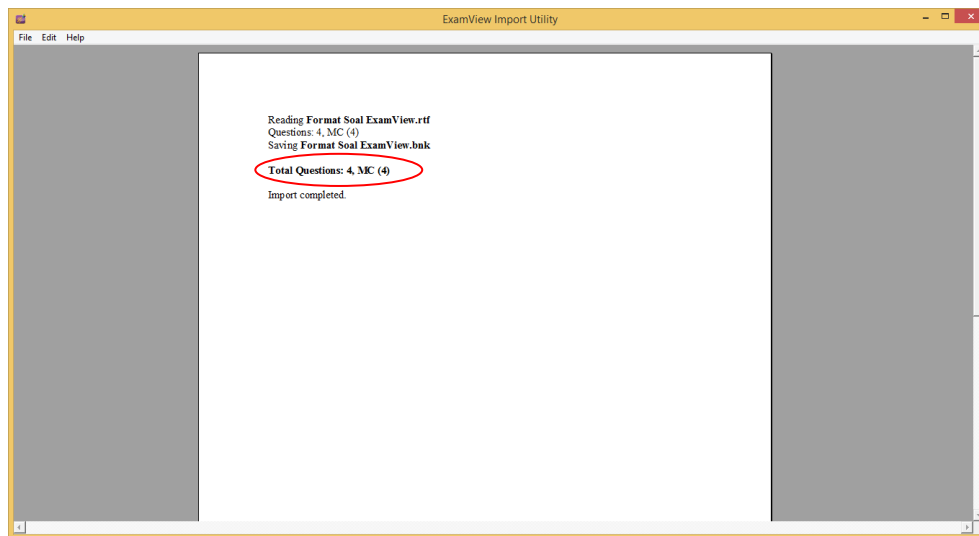 ExamView Import Utility
File Edit Help
Reading Format Soal ExamView.rtf
Questions: 4, MC (4)
Saving Format Soal ExamView.bnk
Total Questions: 4, MC (4)
Import completed.